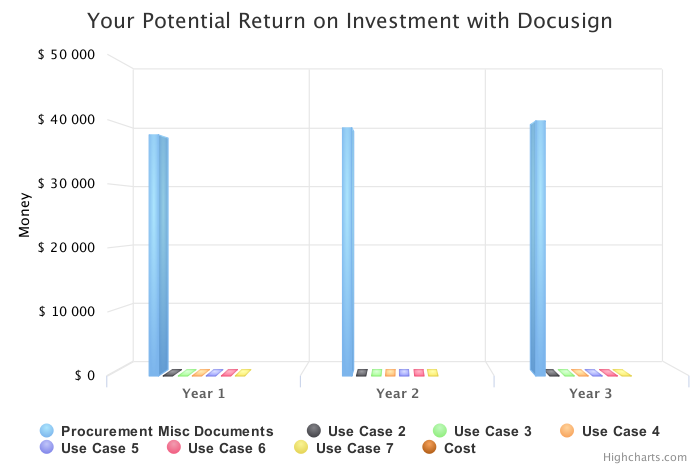 Your Potential Return on Investment with Docusign
$ 50 000
$ 40 000
$ 30 000
$ 20 000
$ 10 000
$ 0
Money
Year 1 Year 2 Year 3
Procurement Misc Documents Use Case 2 Use Case 3 Use Case 4
Use Case 5 Use Case 6 Use Case 7 Cost
Highcharts.com